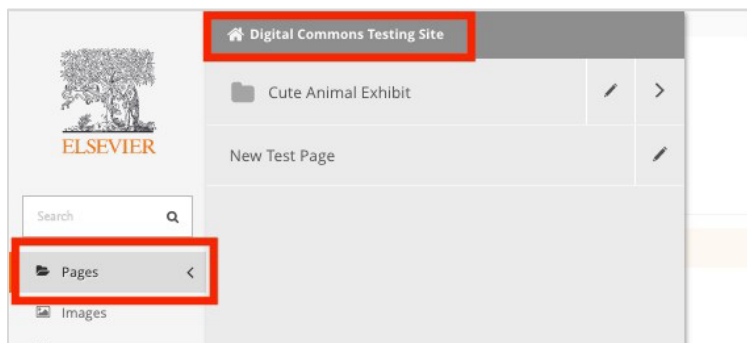 Digital Commons Testing Site
Cute Animal Exhibit
New Test Page
ELSEVIER
Search
Pages
Images